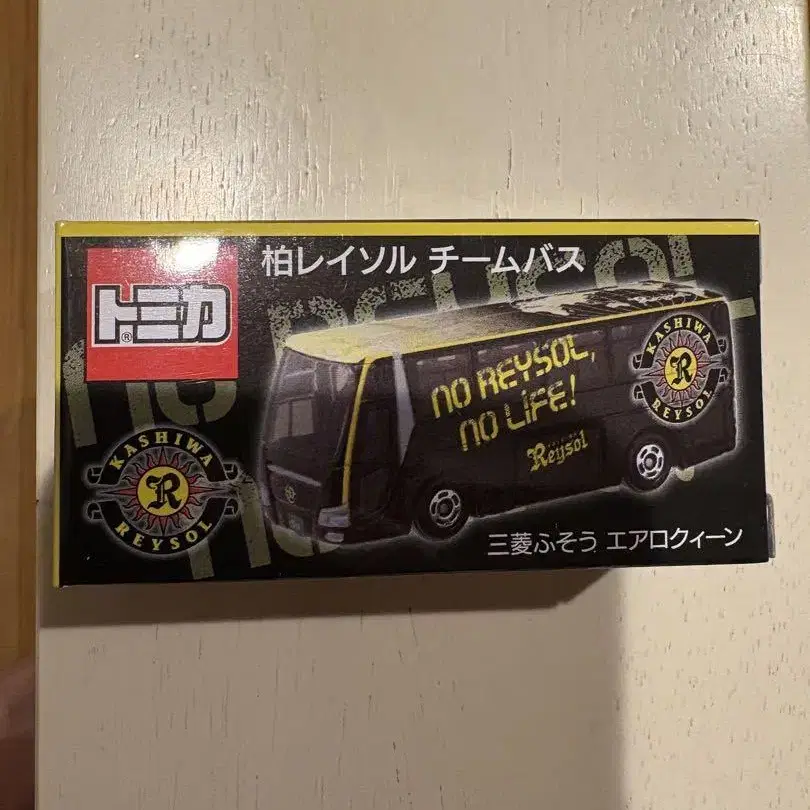 柏レイソル チームバス
トミカ
®
NO REYSOL,
NO LIFE!
Reysol
KASHIWA
R
REYSOL
KASHIWA
R
REYSOL
三菱ふそう エアロクィーン